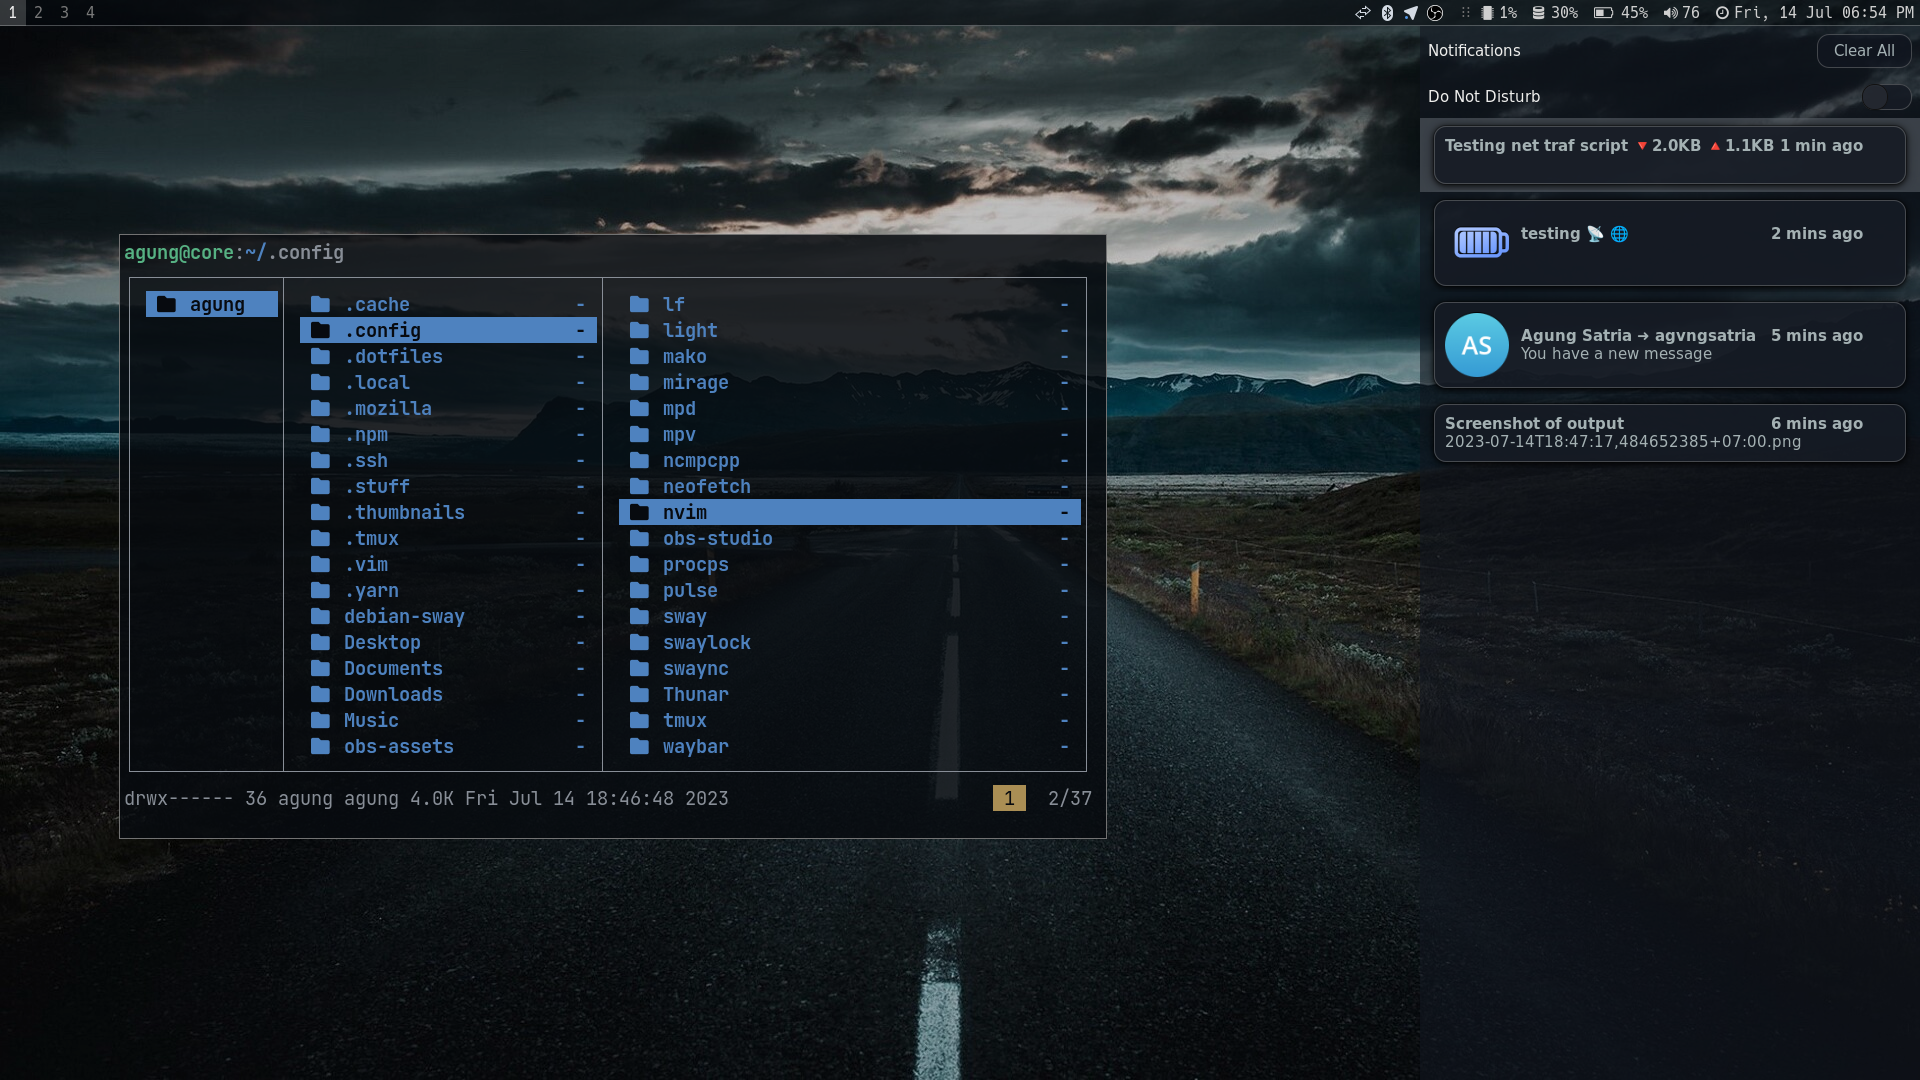 1 2 3 4
1% 30% 45% 76 Fri, 14 Jul 06:54 PM
Notifications
Clear All
Do Not Disturb
Testing net traf script 🔻2.0KB 🔺1.1KB 1 min ago
testing 📡 🌐 2 mins ago
AS
Agung Satria → agvngsatria 5 mins ago
You have a new message
Screenshot of output 6 mins ago
2023-07-14T18:47:17,484652385+07:00.png
agung@core:~/.config
agung
.cache -
.config -
.dotfiles -
.local -
.mozilla -
.npm -
.ssh -
.stuff -
.thumbnails -
.tmux -
.vim -
.yarn -
debian-sway -
Desktop -
Documents -
Downloads -
Music -
obs-assets -
lf -
light -
mako -
mirage -
mpd -
mpv -
ncmpcpp -
neofetch -
nvim -
obs-studio -
procps -
pulse -
sway -
swaylock -
swaync -
Thunar -
tmux -
waybar -
drwx------ 36 agung agung 4.0K Fri Jul 14 18:46:48 2023 1 2/37